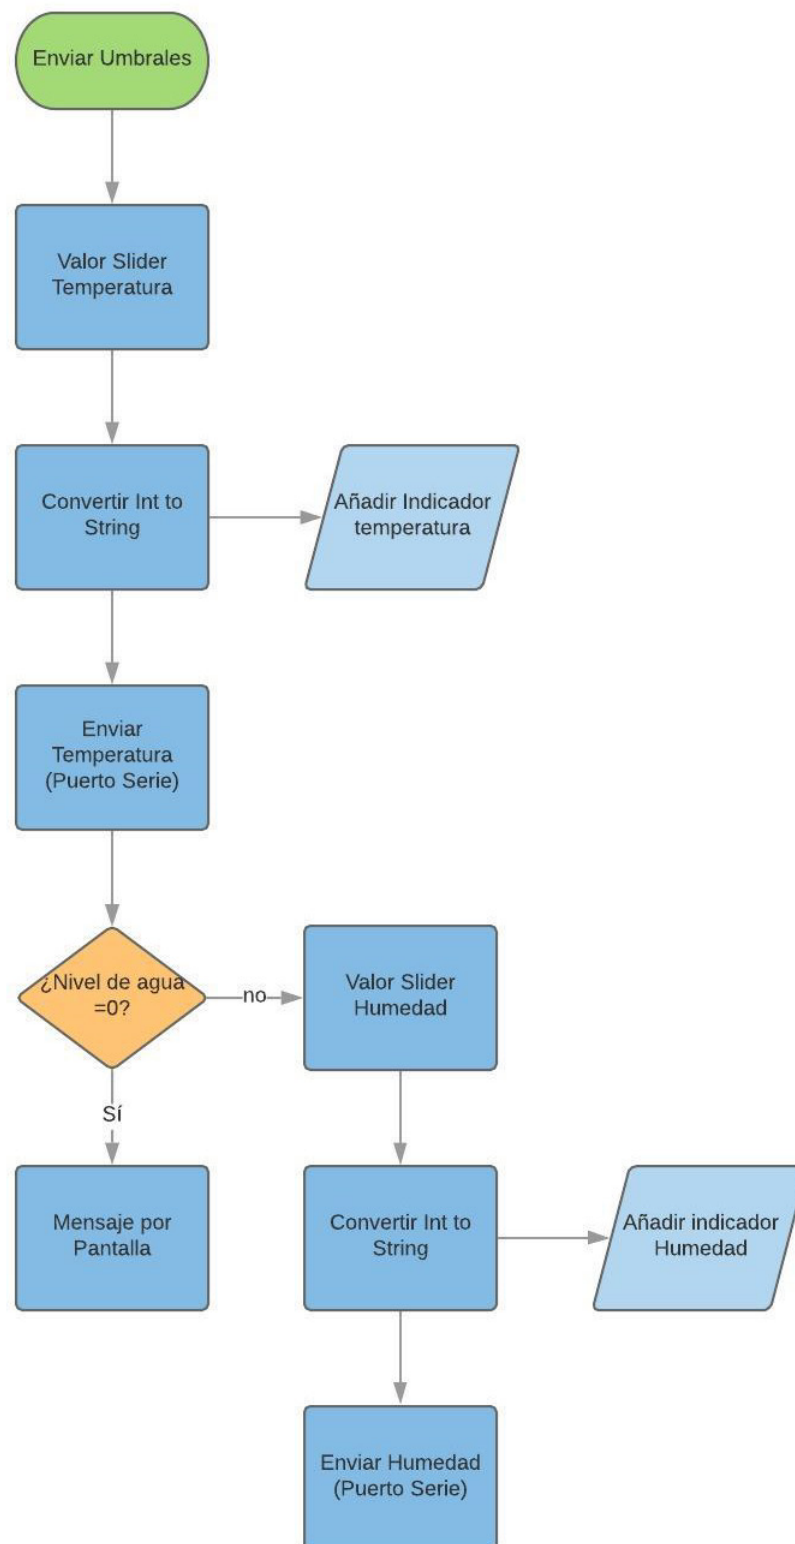 Enviar Umbrales
Valor Slider
Temperatura
Convertir Int to
String
Añadir Indicador
temperatura
Enviar
Temperatura
(Puerto Serie)
¿Nivel de agua
=0?
no
Valor Slider
Humedad
Sí
Mensaje por
Pantalla
Convertir Int to
String
Añadir indicador
Humedad
Enviar Humedad
(Puerto Serie)